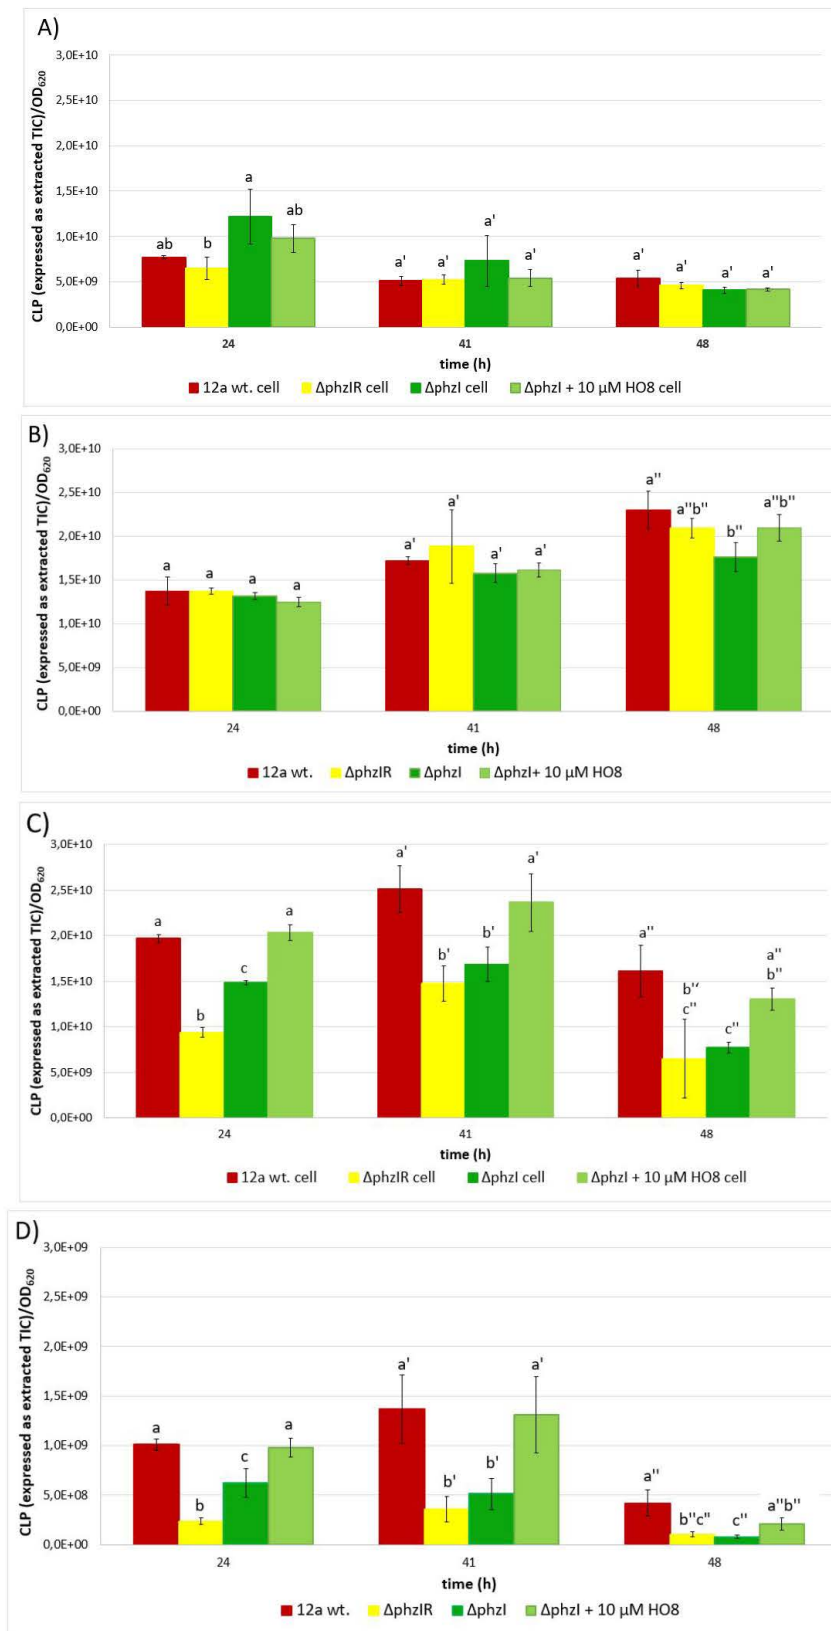 A)
CLP (expressed as extracted TIC)/OD620
3,0E+10
2,5E+10
2,0E+10
1,5E+10
1,0E+10
5,0E+09
0,0E+00
ab b a ab
a' a' a' a'
a' a' a' a'
24 41 48
time (h)
12a wt. cell ΔphzIR cell ΔphzI cell ΔphzI + 10 µM HO8 cell
B)
CLP (expressed as extracted TIC)/OD620
3,0E+10
2,5E+10
2,0E+10
1,5E+10
1,0E+10
5,0E+09
0,0E+00
a a a a
a' a' a' a'
a'' a''b'' b'' a''b''
24 41 48
time (h)
12a wt. ΔphzIR ΔphzI ΔphzI+ 10 µM HO8
C)
CLP (expressed as extracted TIC)/OD620
3,0E+10
2,5E+10
2,0E+10
1,5E+10
1,0E+10
5,0E+09
0,0E+00
a b c a
a' b' b' a'
a'' b'‘ c'' c'' a'' b''
24 41 48
time (h)
12a wt. cell ΔphzIR cell ΔphzI cell ΔphzI + 10 µM HO8 cell
D)
CLP (expressed as extracted TIC)/OD620
3,0E+09
2,5E+09
2,0E+09
1,5E+09
1,0E+09
5,0E+08
0,0E+00
a b c a
a' b' b' a'
a'' b''c'' c'' a''b''
24 41 48
time (h)
12a wt. ΔphzIR ΔphzI ΔphzI + 10 µM HO8